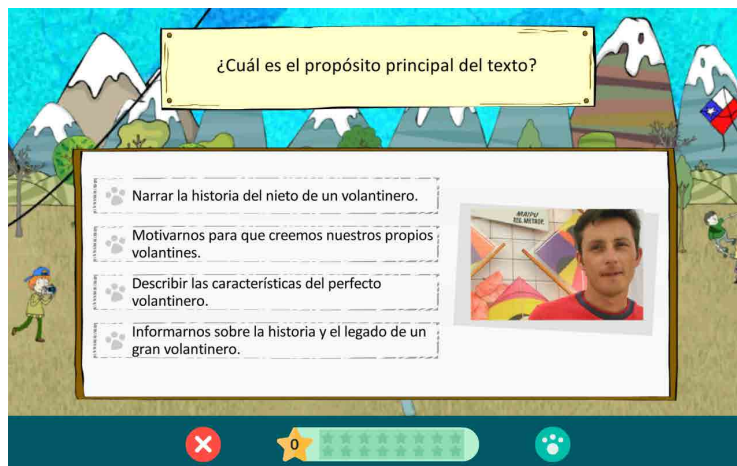 ¿Cuál es el propósito principal del texto?
Narrar la historia del nieto de un volantinero.
Motivarnos para que creemos nuestros propios
volantines.
Describir las características del perfecto
volantinero.
Informarnos sobre la historia y el legado de un
gran volantinero.
MAIPU
REG. METROP.
0